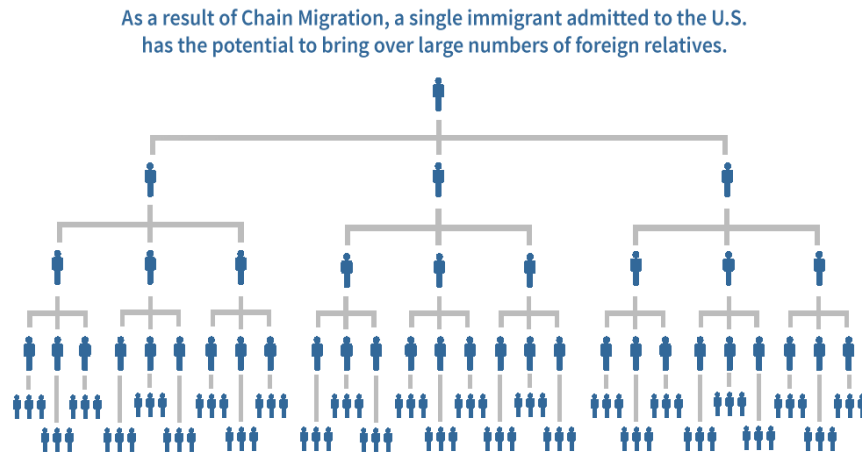 As a result of Chain Migration, a single immigrant admitted to the U.S.
has the potential to bring over large numbers of foreign relatives.